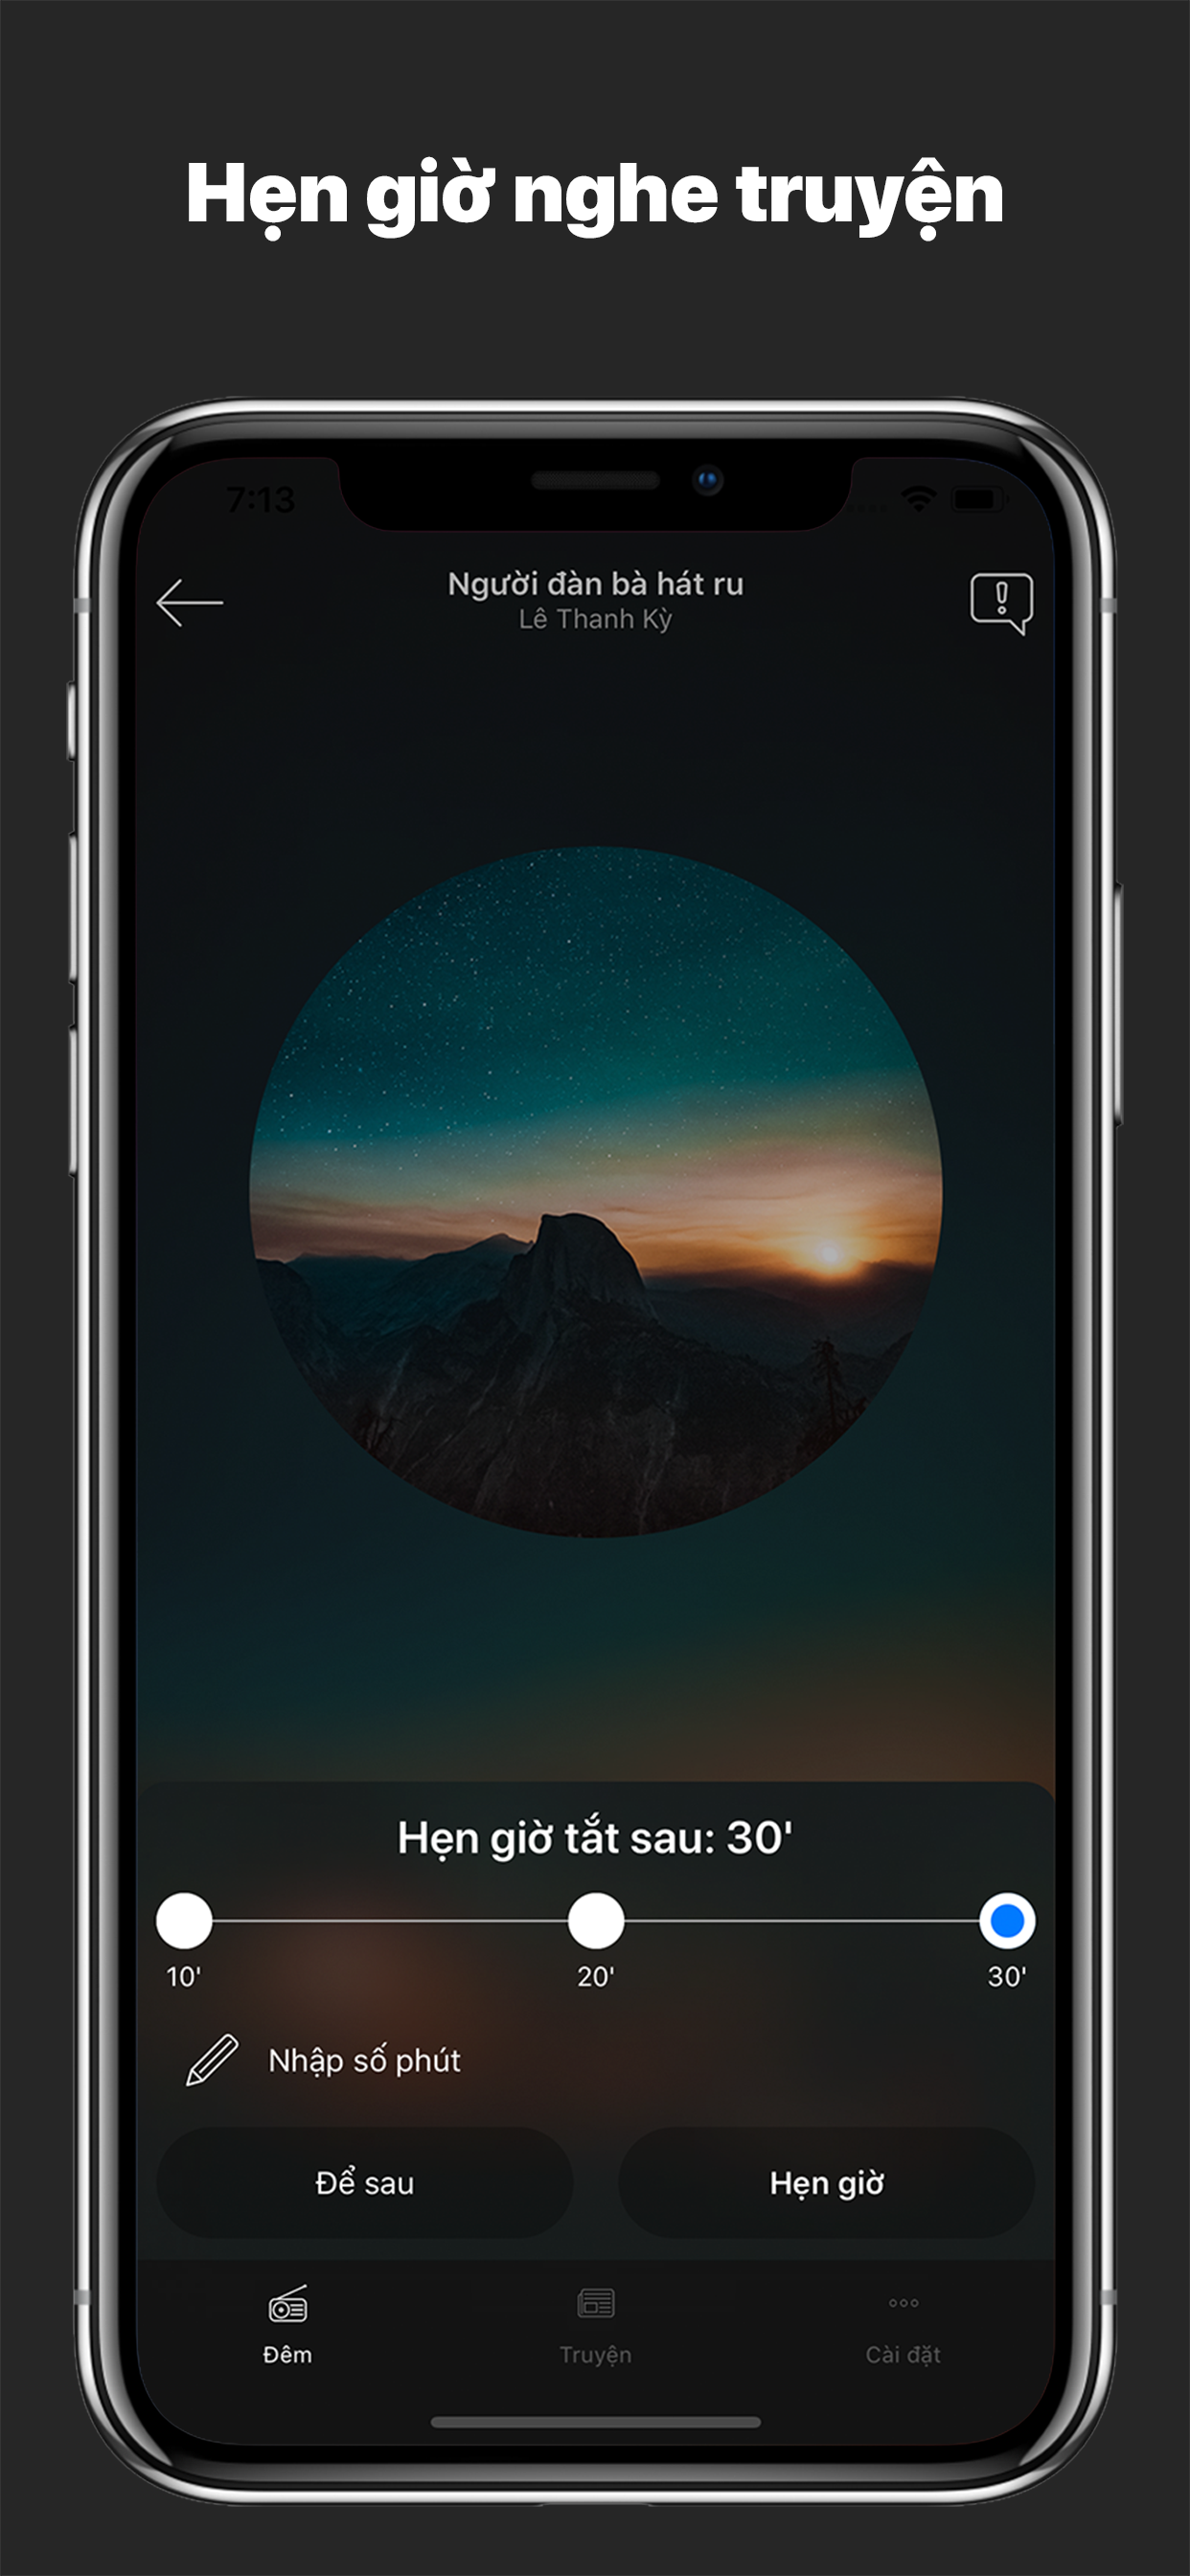 Hẹn giờ nghe truyện
7:13
Người đàn bà hát ru
Lê Thanh Kỳ
Hẹn giờ tắt sau: 30'
10' 20' 30'
Nhập số phút
Để sau Hẹn giờ
Đêm Truyện Cài đặt